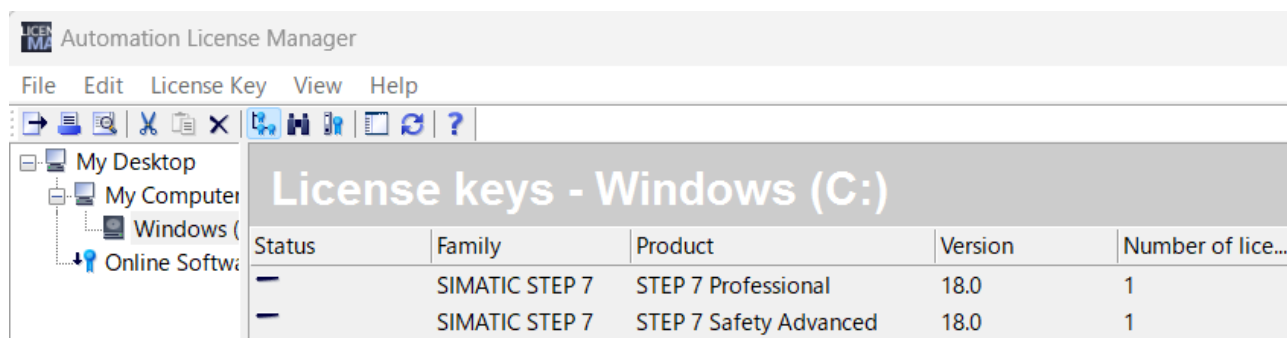 LICEN
MA
Automation License Manager
File Edit License Key View Help
?
My Desktop
My Computer
Windows (
Online Softwa
License keys - Windows (C:)
Status Family Product Version Number of lice...
SIMATIC STEP 7 STEP 7 Professional 18.0 1
SIMATIC STEP 7 STEP 7 Safety Advanced 18.0 1